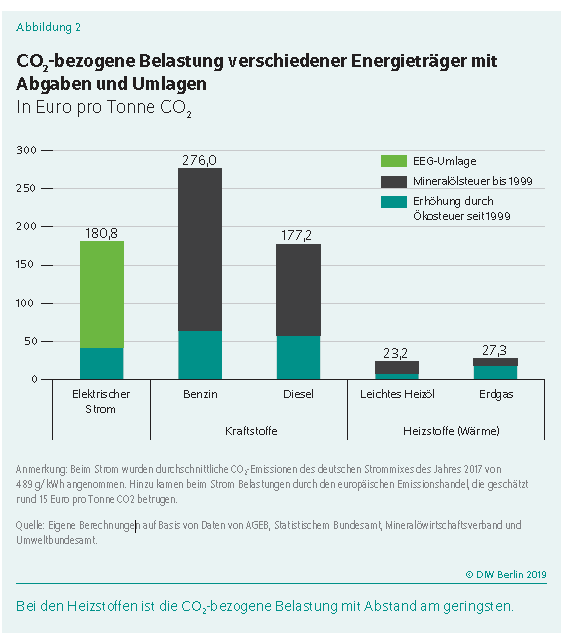 Abbildung 2
CO₂-bezogene Belastung verschiedener Energieträger mit
Abgaben und Umlagen
In Euro pro Tonne CO₂
300
250
200
150
100
50
0
EEG-Umlage
Mineralölsteuer bis 1999
Erhöhung durch
Ökosteuer seit 1999
180,8
276,0
177,2
23,2
27,3
Elektrischer
Strom
Benzin
Diesel
Leichtes Heizöl
Erdgas
Kraftstoffe
Heizstoffe (Wärme)
Anmerkung: Beim Strom wurden durchschnittliche CO₂-Emissionen des deutschen Strommixes des Jahres 2017 von
489 g/kWh angenommen. Hinzu kamen beim Strom Belastungen durch den europäischen Emissionshandel, die geschätzt
rund 15 Euro pro Tonne CO2 betrugen.
Quelle: Eigene Berechnungen auf Basis von Daten von AGEB, Statistischem Bundesamt, Mineralöwirtschaftsverband und
Umweltbundesamt.
© DIW Berlin 2019
Bei den Heizstoffen ist die CO₂-bezogene Belastung mit Abstand am geringsten.